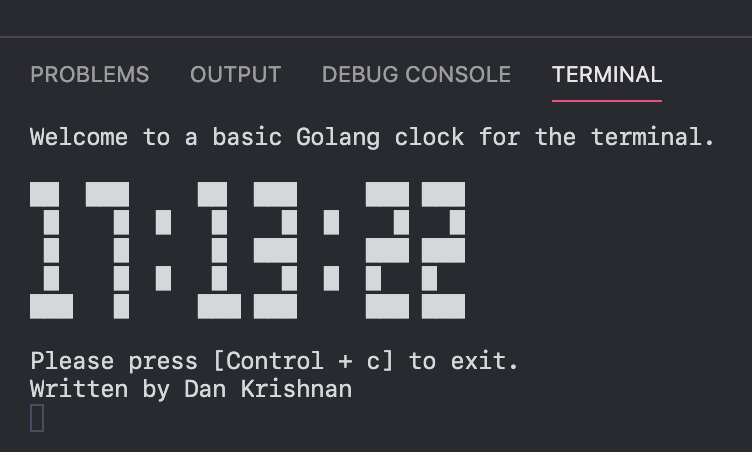 PROBLEMS OUTPUT DEBUG CONSOLE TERMINAL
Welcome to a basic Golang clock for the terminal.
17:13:22
Please press [Control + c] to exit.
Written by Dan Krishnan